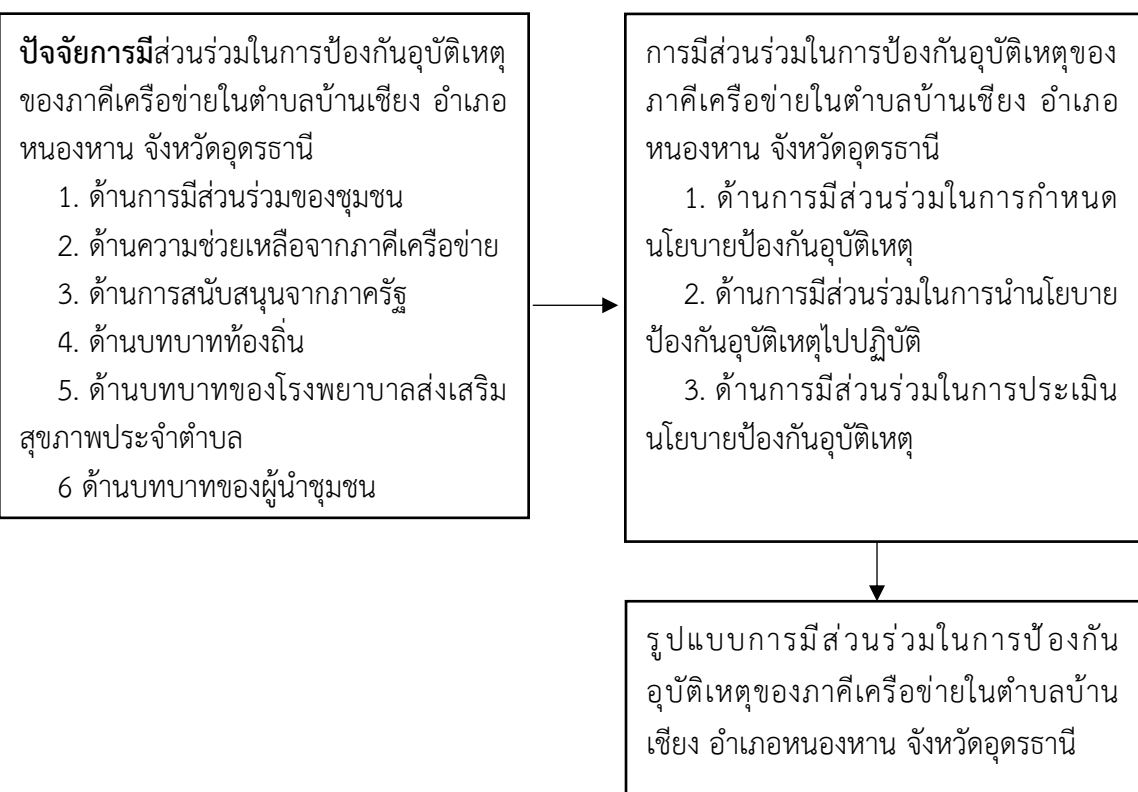 ปัจจัยการมีส่วนร่วมในการป้องกันอุบัติเหตุ
ของภาคีเครือข่ายในตำบลบ้านเชียง อำเภอ
หนองหาน จังหวัดอุดรธานี
1. ด้านการมีส่วนร่วมของชุมชน
2. ด้านความช่วยเหลือจากภาคีเครือข่าย
3. ด้านการสนับสนุนจากภาครัฐ
4. ด้านบทบาทท้องถิ่น
5. ด้านบทบาทของโรงพยาบาลส่งเสริม
สุขภาพประจำตำบล
6 ด้านบทบาทของผู้นำชุมชน
การมีส่วนร่วมในการป้องกันอุบัติเหตุของ
ภาคีเครือข่ายในตำบลบ้านเชียง อำเภอ
หนองหาน จังหวัดอุดรธานี
1. ด้านการมีส่วนร่วมในการกำหนด
นโยบายป้องกันอุบัติเหตุ
2. ด้านการมีส่วนร่วมในการนำนโยบาย
ป้องกันอุบัติเหตุไปปฏิบัติ
3. ด้านการมีส่วนร่วมในการประเมิน
นโยบายป้องกันอุบัติเหตุ
รูปแบบการมีส่วนร่วมในการป้องกัน
อุบัติเหตุของภาคีเครือข่ายในตำบลบ้าน
เชียง อำเภอหนองหาน จังหวัดอุดรธานี